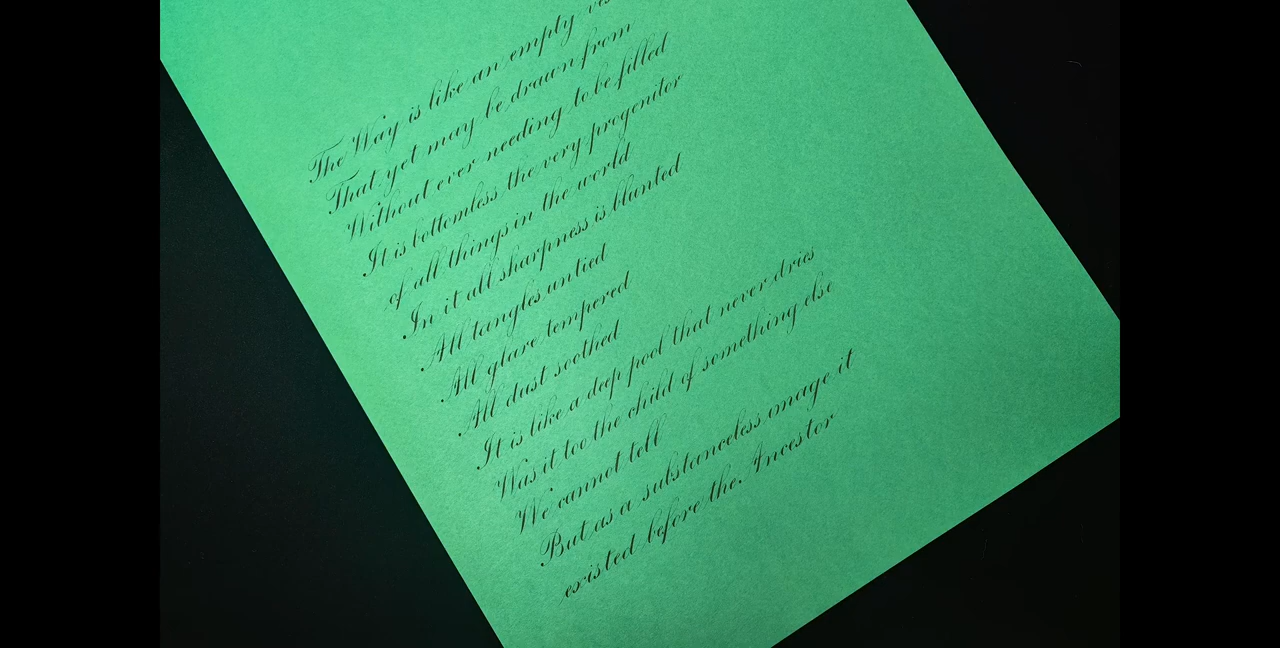 The Way is like an empty
That yet may be drawn from
Without ever needing to be filled
It is bottomless the very progenitor
of all things in the world
In it all sharpness is blunted
All tangles untied
All glare tempered
All dust soothed
It is like a deep pool that never dries
Was it too the child of something else
We cannot tell
But as a substanceless image it
existed before the Ancestor